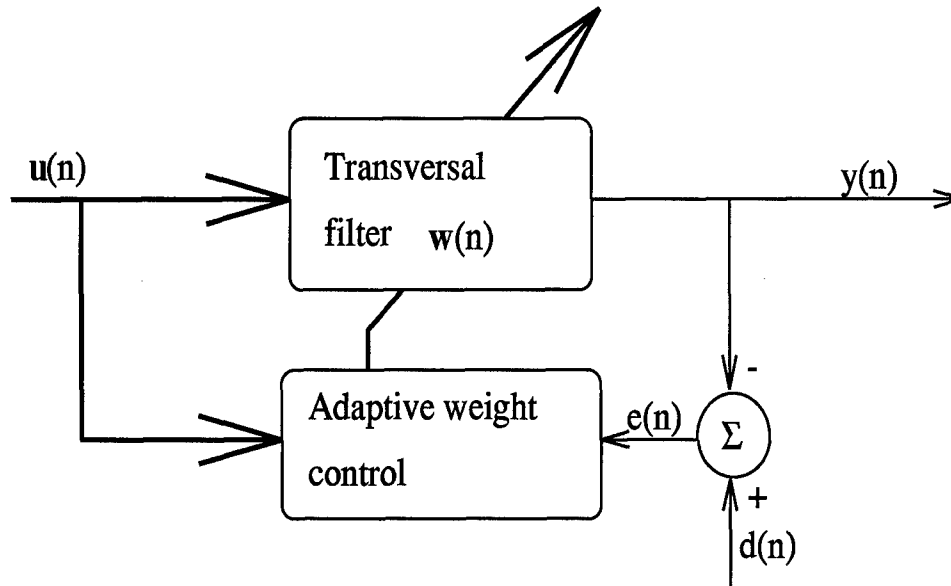 u(n)
Transversal
filter w(n)
y(n)
-
Adaptive weight
control
e(n)
Σ
+
d(n)